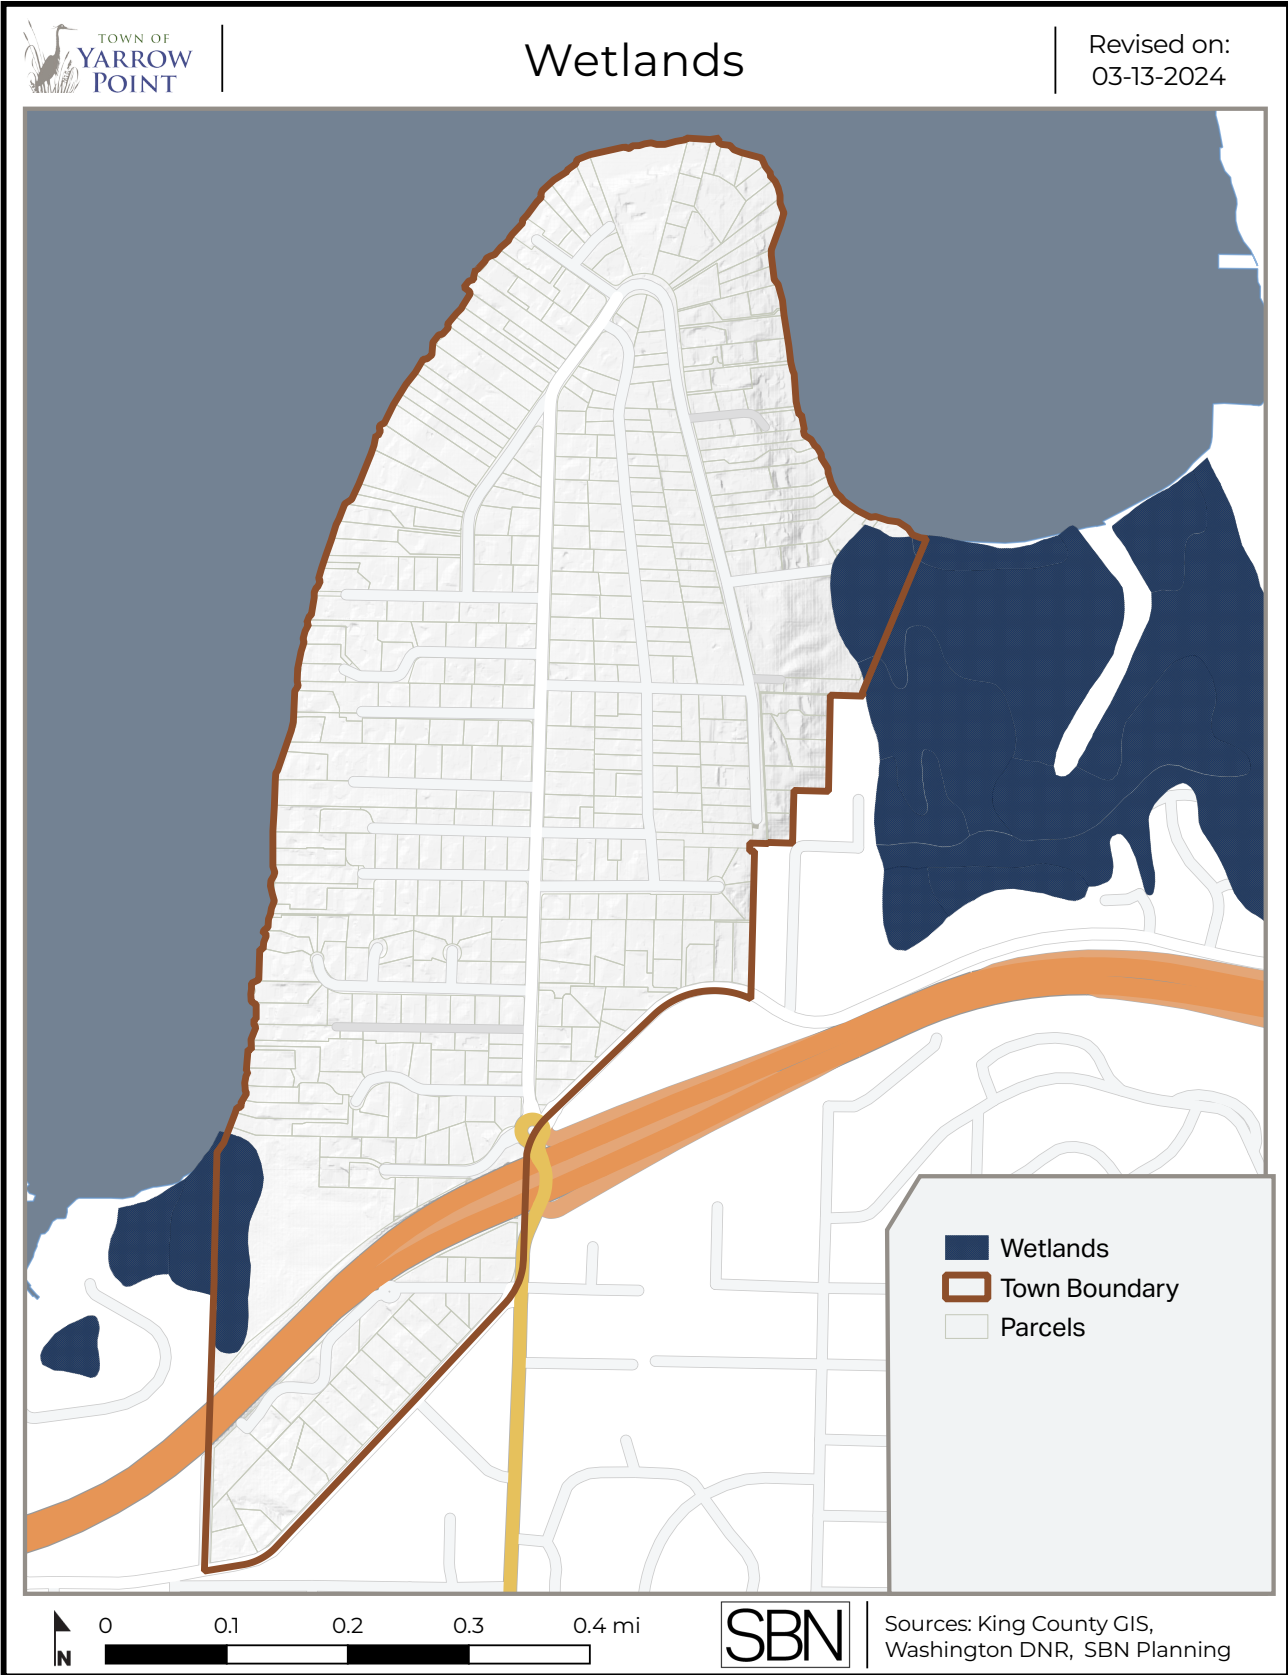 TOWN OF
YARROW
POINT
Wetlands
Revised on:
03-13-2024
Wetlands
Town Boundary
Parcels
N
0 0.1 0.2 0.3 0.4 mi
SBN
Sources: King County GIS,
Washington DNR, SBN Planning